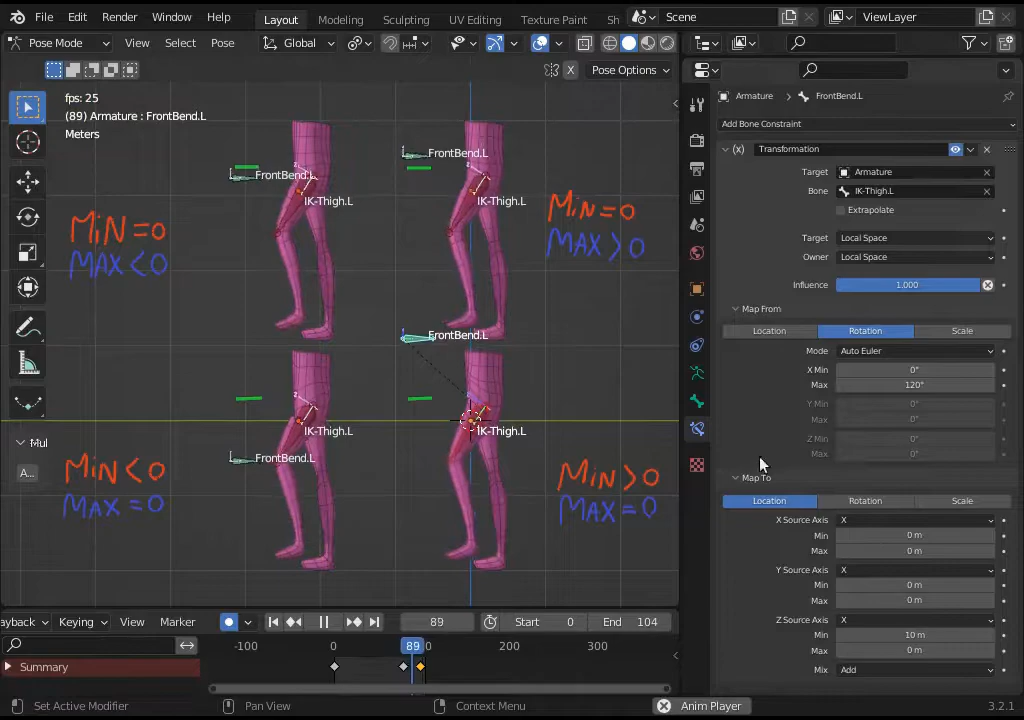 File Edit Render Window Help Layout Modeling Sculpting UV Editing Texture Paint Sh Scene ViewLayer
Pose Mode View Select Pose Global
X Pose Options
fps: 25
(89) Armature : FrontBend.L
Meters
FrontBend.L
FrontBend.L
IK-Thigh.L
IK-Thigh.L
MIN=0
MAX<0
MIN=0
MAX>0
FrontBend.L
IK-Thigh.L
IK-Thigh.L
FrontBend.L
MIN<0
MAX=0
MIN>0
MAX=0
Mul
A...
Armature FrontBend.L
Add Bone Constraint
Transformation
Target Armature
Bone IK-Thigh.L
Extrapolate
Target Local Space
Owner Local Space
Influence 1.000
Map From
Location Rotation Scale
Mode Auto Euler
X Min 0°
Max 120°
Y Min 0°
Max 0°
Z Min 0°
Max 0°
Map To
Location Rotation Scale
X Source Axis X
Min 0 m
Max 0 m
Y Source Axis X
Min 0 m
Max 0 m
Z Source Axis X
Min 10 m
Max 0 m
Mix Add
ayback Keying View Marker 89 Start 0 End 104
-100 0 89 0 200 300
Summary
Set Active Modifier Pan View Context Menu Anim Player 3.2.1